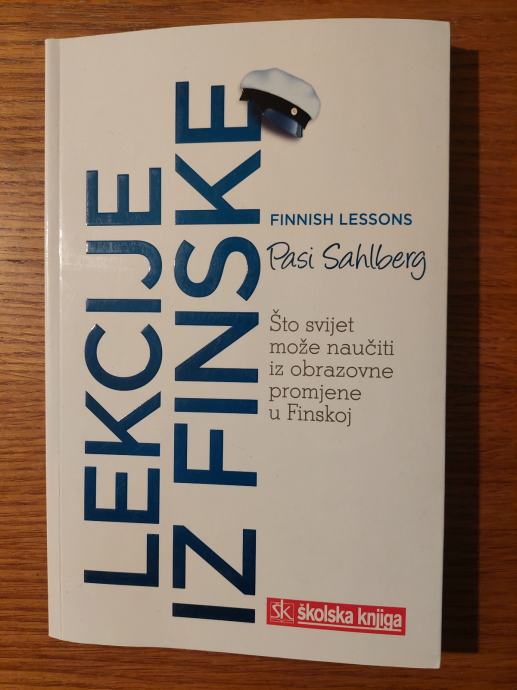 LEKCIJE
IZ FINSKE
FINNISH LESSONS
Pasi Sahlberg
Što svijet
može naučiti
iz obrazovne
promjene
u Finskoj
ŠK školska knjiga